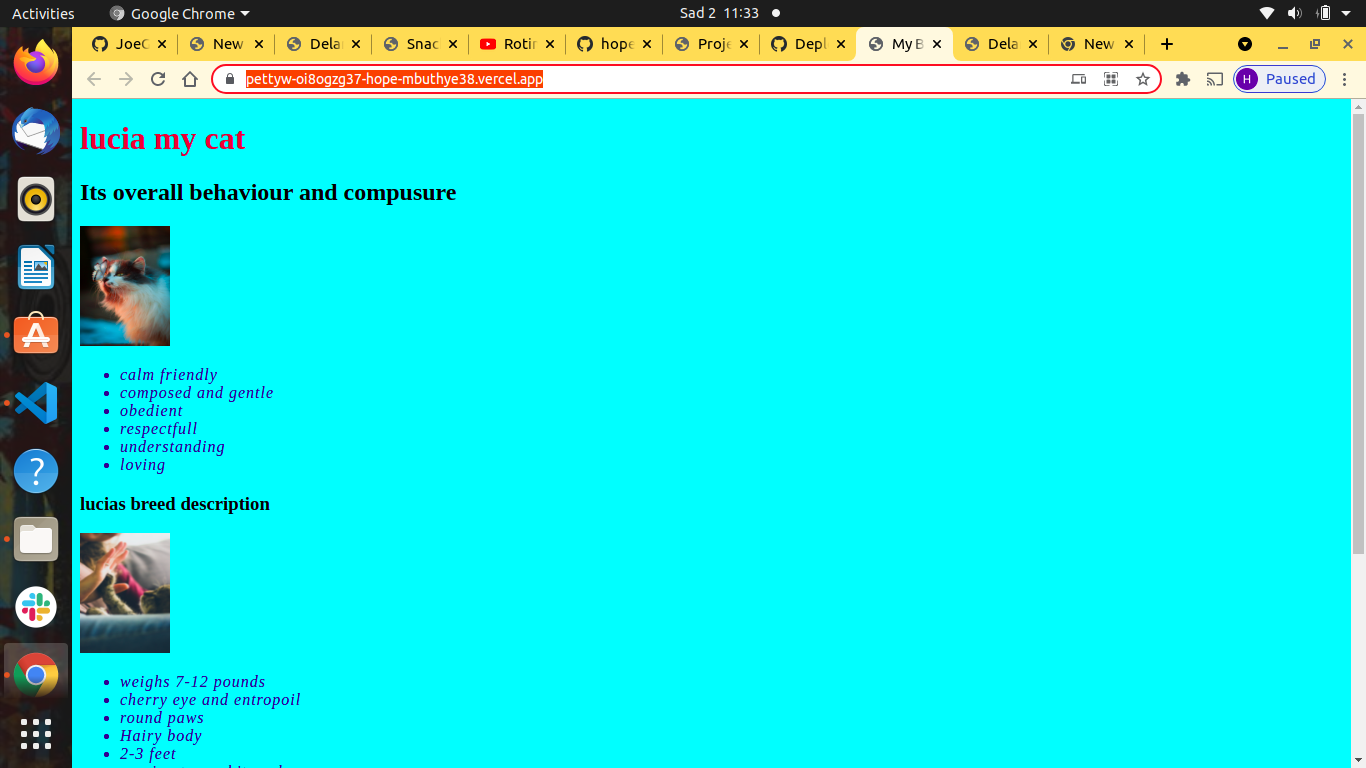 Activities Google Chrome Sad 2 11:33
JoeC New Dela Snac Rotir hope Proje Depl My B Dela New
pettyw-oi8ogzg37-hope-mbuthye38.vercel.app H Paused
lucia my cat
Its overall behaviour and compusure
calm friendly
composed and gentle
obedient
respectfull
understanding
loving
lucias breed description
weighs 7-12 pounds
cherry eye and entropoil
round paws
Hairy body
2-3 feet